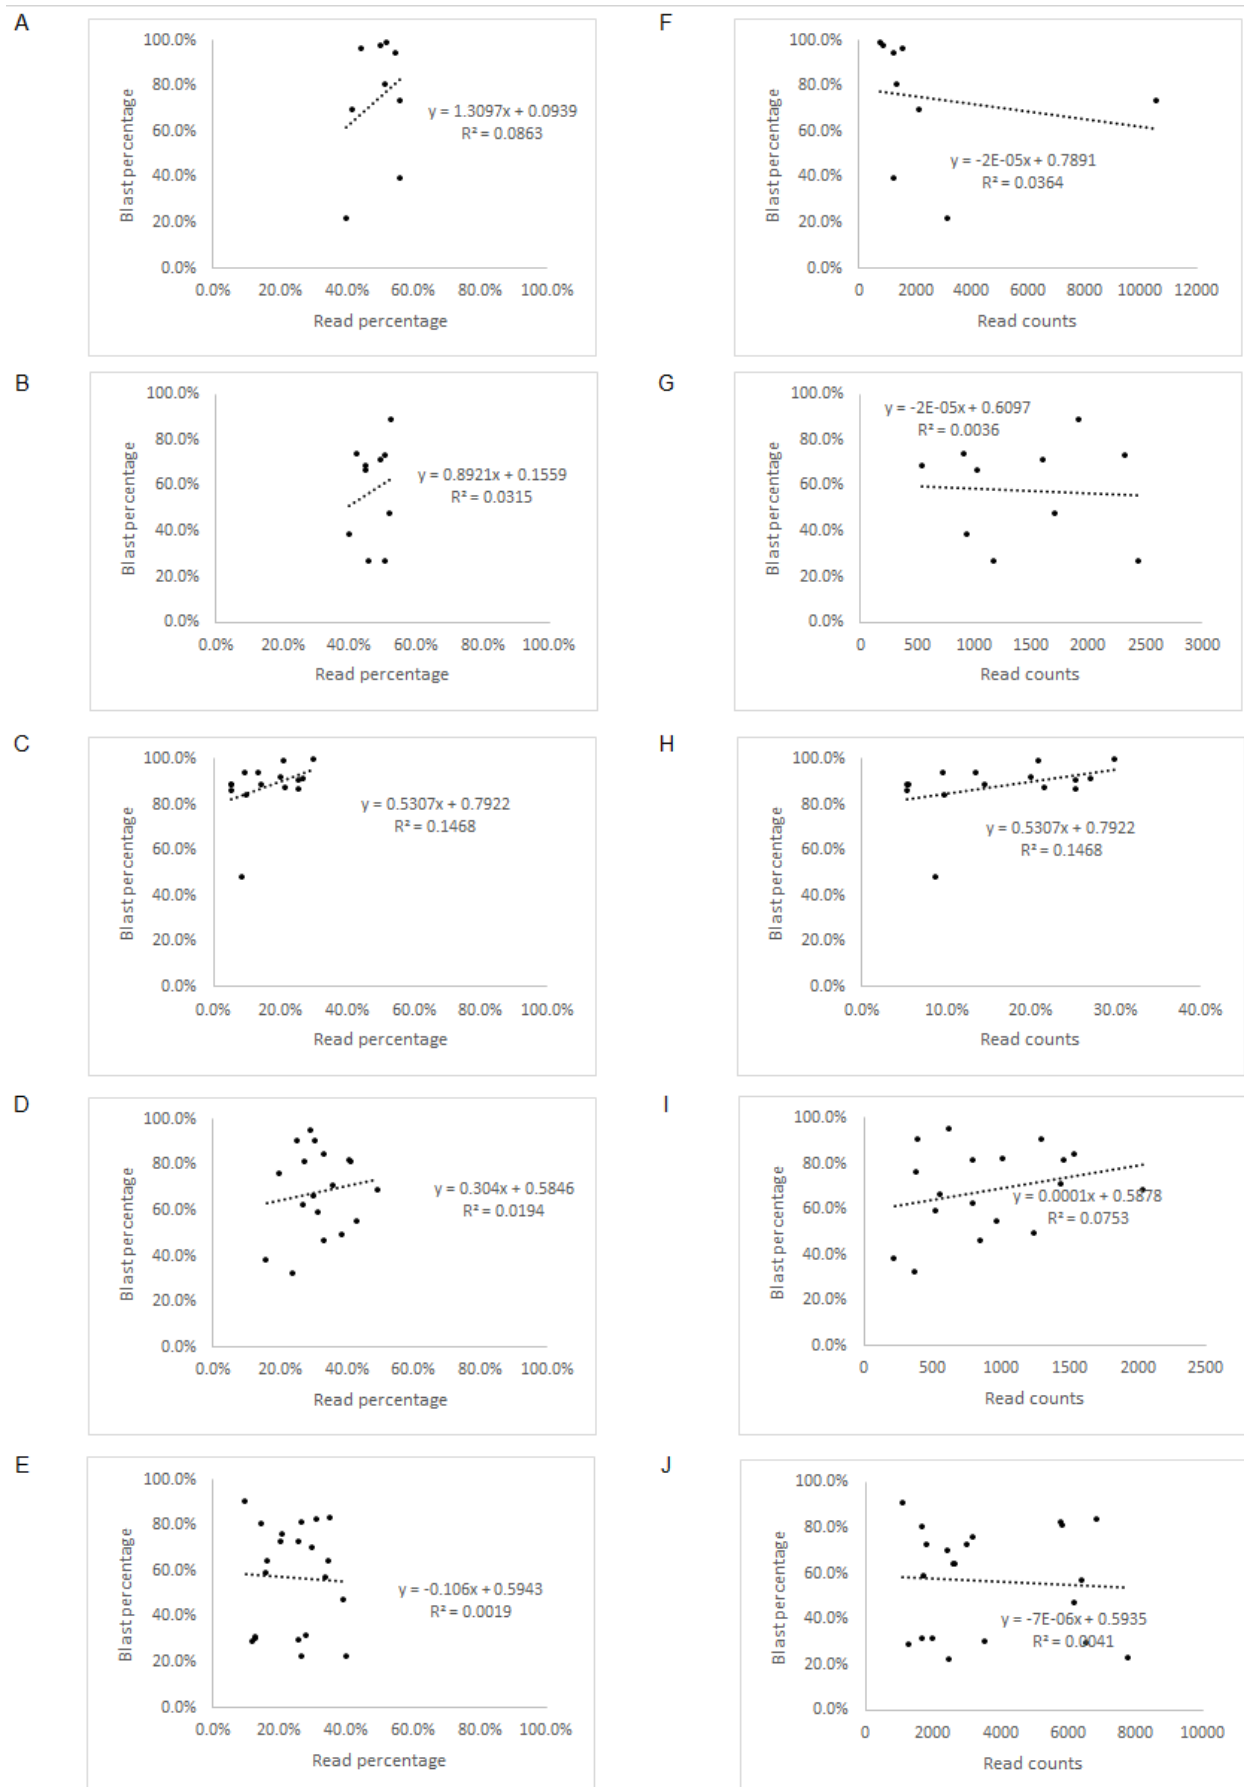 A
100.0%
80.0%
60.0%
40.0%
20.0%
0.0%
Blast percentage
y = 1.3097x + 0.0939
R² = 0.0863
0.0% 20.0% 40.0% 60.0% 80.0% 100.0%
Read percentage
F
100.0%
80.0%
60.0%
40.0%
20.0%
0.0%
Blast percentage
y = -2E-05x + 0.7891
R² = 0.0364
0 2000 4000 6000 8000 10000 12000
Read counts
B
100.0%
80.0%
60.0%
40.0%
20.0%
0.0%
Blast percentage
y = 0.8921x + 0.1559
R² = 0.0315
0.0% 20.0% 40.0% 60.0% 80.0% 100.0%
Read percentage
G
100.0%
80.0%
60.0%
40.0%
20.0%
0.0%
Blast percentage
y = -2E-05x + 0.6097
R² = 0.0036
0 500 1000 1500 2000 2500 3000
Read counts
C
100.0%
80.0%
60.0%
40.0%
20.0%
0.0%
Blast percentage
y = 0.5307x + 0.7922
R² = 0.1468
0.0% 20.0% 40.0% 60.0% 80.0% 100.0%
Read percentage
H
100.0%
80.0%
60.0%
40.0%
20.0%
0.0%
Blast percentage
y = 0.5307x + 0.7922
R² = 0.1468
0.0% 10.0% 20.0% 30.0% 40.0%
Read counts
D
100.0%
80.0%
60.0%
40.0%
20.0%
0.0%
Blast percentage
y = 0.304x + 0.5846
R² = 0.0194
0.0% 20.0% 40.0% 60.0% 80.0% 100.0%
Read percentage
I
100.0%
80.0%
60.0%
40.0%
20.0%
0.0%
Blast percentage
y = 0.0001x + 0.5878
R² = 0.0753
0 500 1000 1500 2000 2500
Read counts
E
100.0%
80.0%
60.0%
40.0%
20.0%
0.0%
Blast percentage
y = -0.106x + 0.5943
R² = 0.0019
0.0% 20.0% 40.0% 60.0% 80.0% 100.0%
Read percentage
J
100.0%
80.0%
60.0%
40.0%
20.0%
0.0%
Blast percentage
y = -7E-06x + 0.5935
R² = 0.0041
0 2000 4000 6000 8000 10000
Read counts